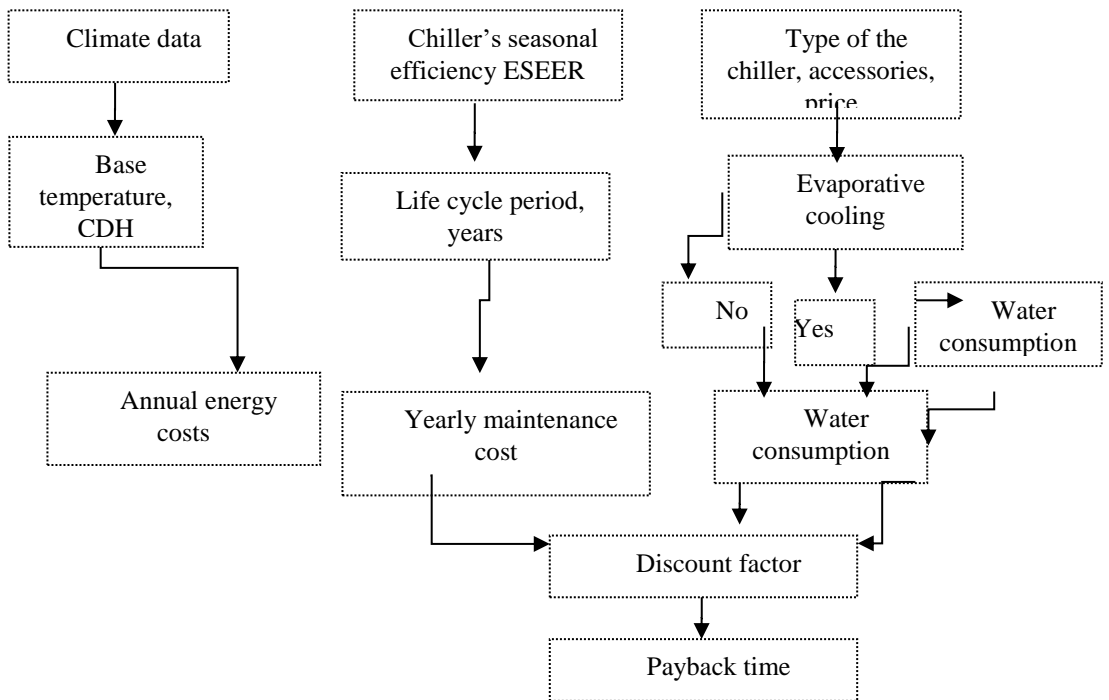 Climate data
Chiller's seasonal
efficiency ESEER
Type of the
chiller, accessories,
price
Base
temperature,
CDH
Life cycle period,
years
Evaporative
cooling
No
Yes
Water
consumption
Annual energy
costs
Yearly maintenance
cost
Water
consumption
Discount factor
Payback time